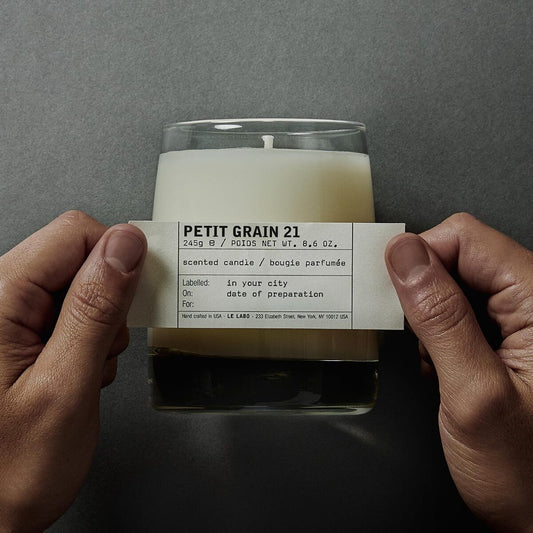 PETIT GRAIN 21
245g ℮ / POIDS NET WT. 8.6 OZ.
scented candle / bougie parfumée
Labelled: in your city
On: date of preparation
For:
Hand crafted in USA - LE LABO - 233 Elizabeth Street, New York, NY 10012 USA